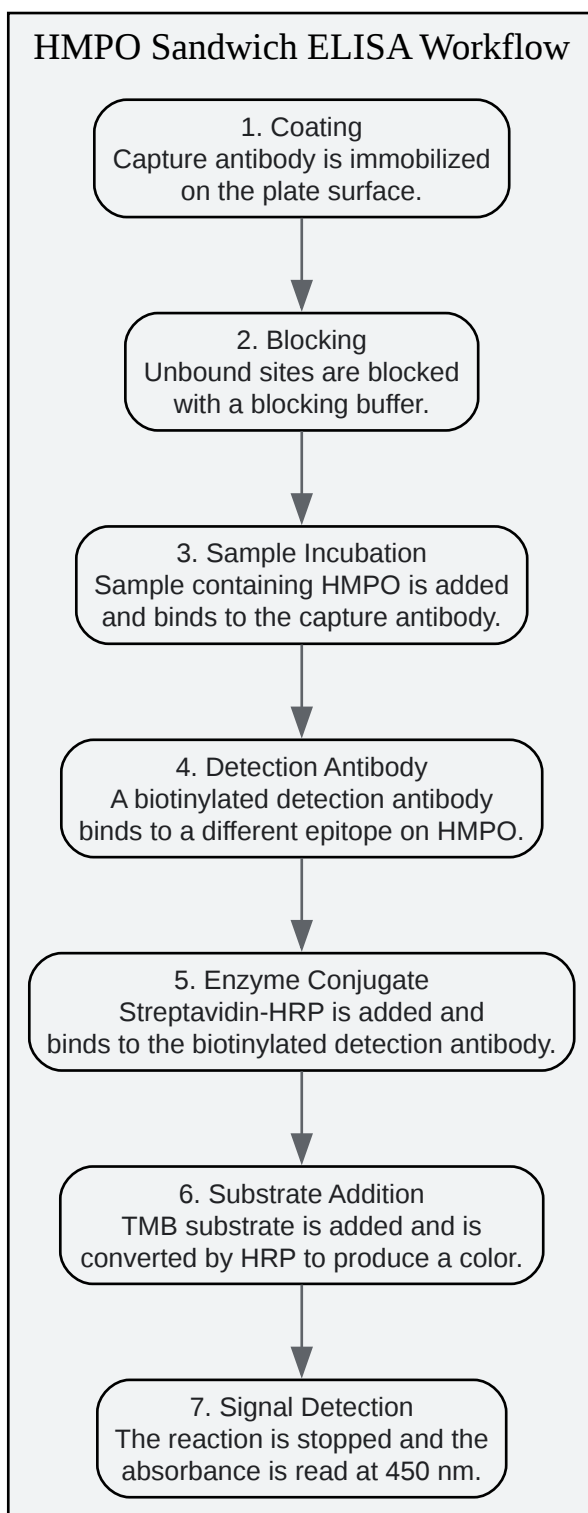 HMPO Sandwich ELISA Workflow
1. Coating
Capture antibody is immobilized
on the plate surface.
2. Blocking
Unbound sites are blocked
with a blocking buffer.
3. Sample Incubation
Sample containing HMPO is added
and binds to the capture antibody.
4. Detection Antibody
A biotinylated detection antibody
binds to a different epitope on HMPO.
5. Enzyme Conjugate
Streptavidin-HRP is added and
binds to the biotinylated detection antibody.
6. Substrate Addition
TMB substrate is added and is
converted by HRP to produce a color.
7. Signal Detection
The reaction is stopped and the
absorbance is read at 450 nm.